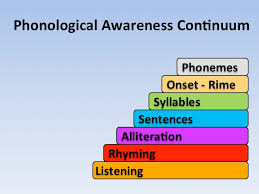 Phonological Awareness Continuum
Phonemes
Onset - Rime
Syllables
Sentences
Alliteration
Rhyming
Listening